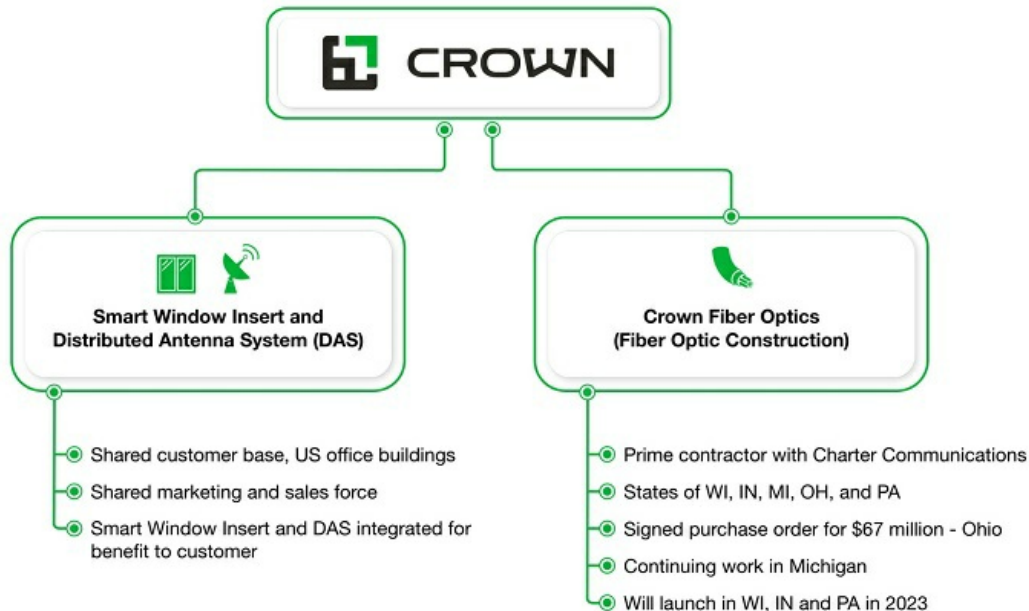 CROWN
Smart Window Insert and
Distributed Antenna System (DAS)
Shared customer base, US office buildings
Shared marketing and sales force
Smart Window Insert and DAS integrated for
benefit to customer
Crown Fiber Optics
(Fiber Optic Construction)
Prime contractor with Charter Communications
States of WI, IN, MI, OH, and PA
Signed purchase order for $67 million - Ohio
Continuing work in Michigan
Will launch in WI, IN and PA in 2023